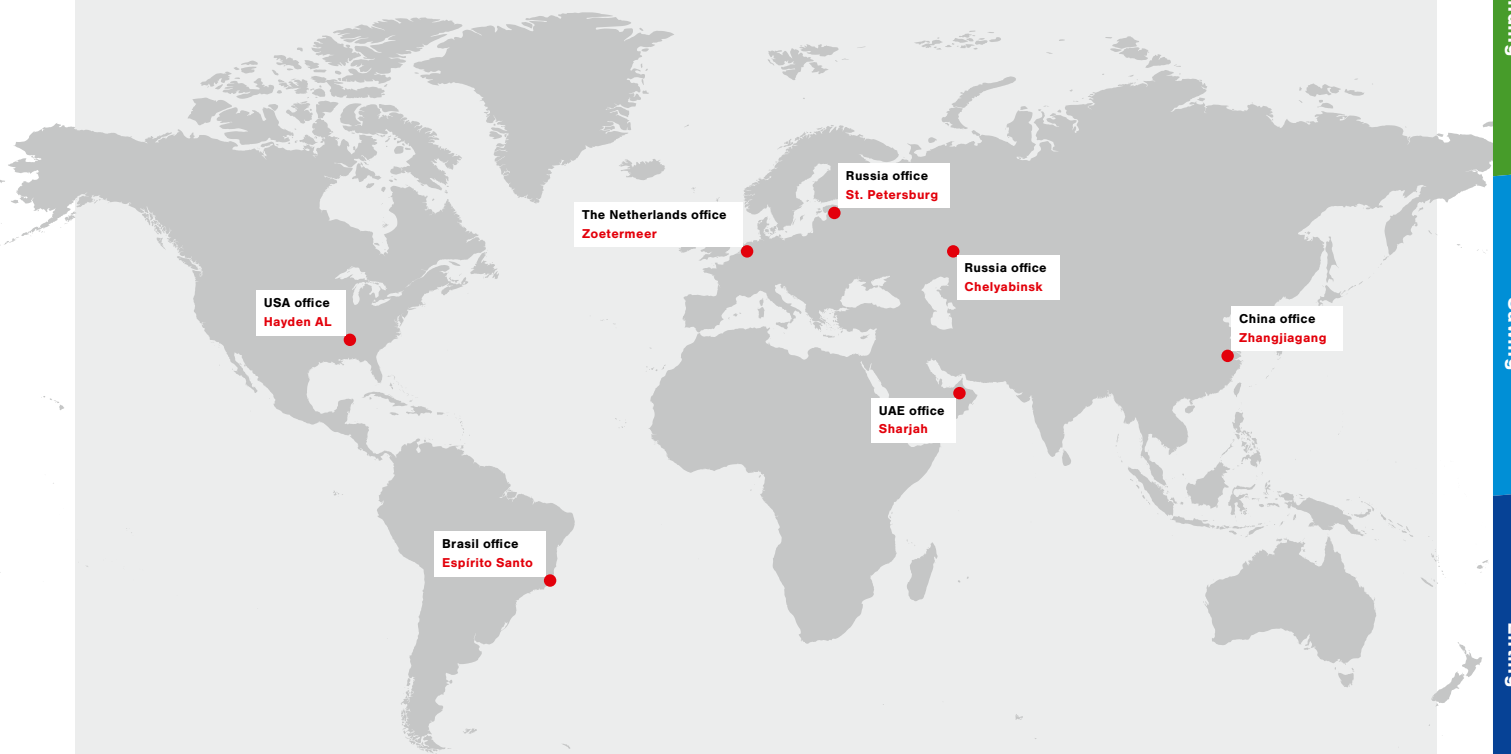 Russia office
St. Petersburg
The Netherlands office
Zoetermeer
Russia office
Chelyabinsk
USA office
Hayden AL
China office
Zhangjiagang
UAE office
Sharjah
Brasil office
Espírito Santo